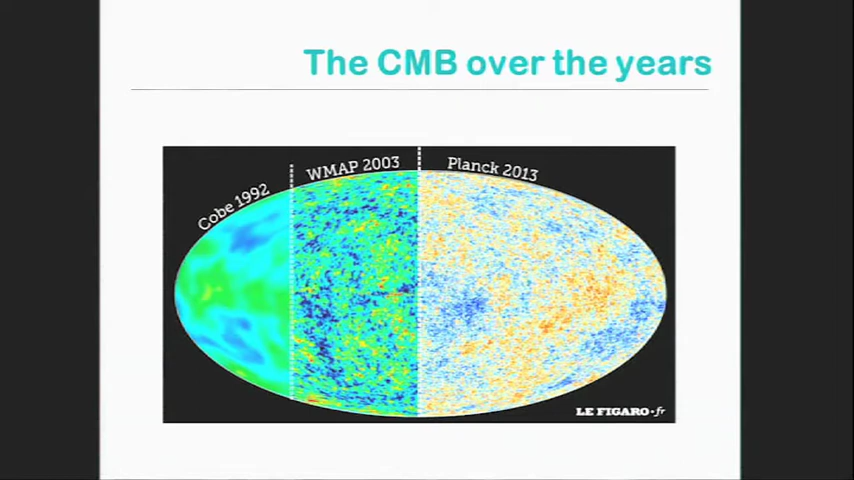 The CMB over the years
Cobe 1992
WMAP 2003
Planck 2013
LE FIGARO·fr